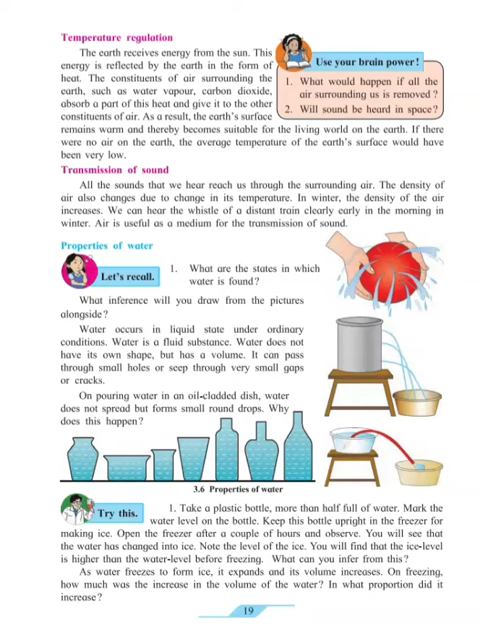 Temperature regulation
The earth receives energy from the sun. This
energy is reflected by the earth in the form of
heat. The constituents of air surrounding the
earth, such as water vapour, carbon dioxide,
absorb a part of this heat and give it to the other
constituents of air. As a result, the earth's surface
remains warm and thereby becomes suitable for the living world on the earth. If there
were no air on the earth, the average temperature of the earth's surface would have
been very low.
Use your brain power!
1. What would happen if all the
air surrounding us is removed?
2. Will sound be heard in space?
Transmission of sound
All the sounds that we hear reach us through the surrounding air. The density of
air also changes due to change in its temperature. In winter, the density of the air
increases. We can hear the whistle of a distant train clearly early in the morning in
winter. Air is useful as a medium for the transmission of sound.
Properties of water
Let's recall.
1. What are the states in which
water is found?
What inference will you draw from the pictures
alongside?
Water occurs in liquid state under ordinary
conditions. Water is a fluid substance. Water does not
have its own shape, but has a volume. It can pass
through small holes or seep through very small gaps
or cracks.
On pouring water in an oil-cladded dish, water
does not spread but forms small round drops. Why
does this happen?
3.6 Properties of water
Try this.
1. Take a plastic bottle, more than half full of water. Mark the
water level on the bottle. Keep this bottle upright in the freezer for
making ice. Open the freezer after a couple of hours and observe. You will see that
the water has changed into ice. Note the level of the ice. You will find that the ice-level
is higher than the water-level before freezing. What can you infer from this?
As water freezes to form ice, it expands and its volume increases. On freezing,
how much was the increase in the volume of the water? In what proportion did it
increase?
19